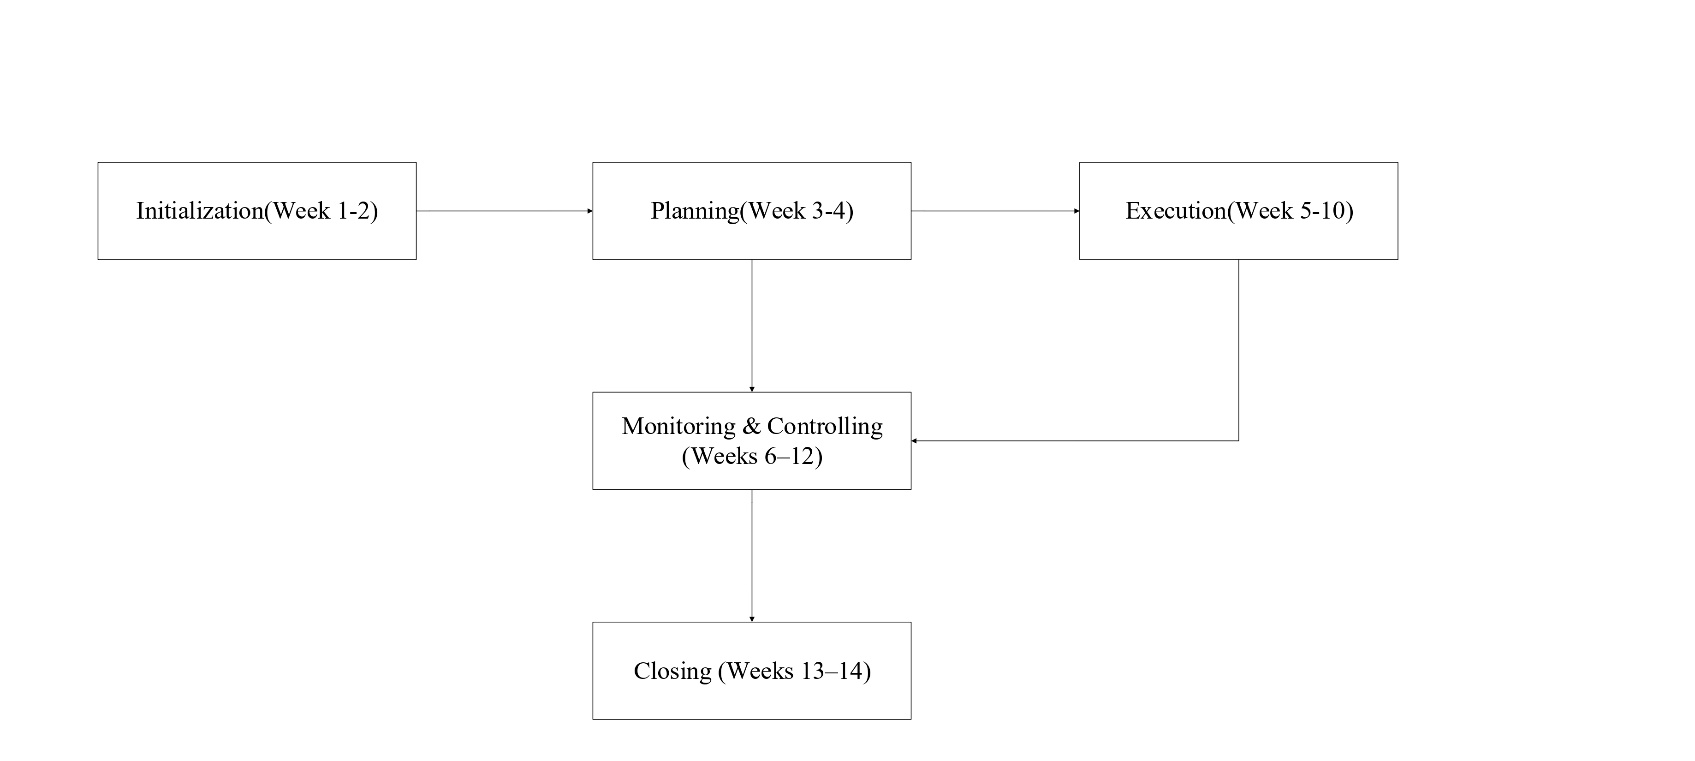 Initialization(Week 1-2)
Planning(Week 3-4)
Execution(Week 5-10)
Monitoring & Controlling
(Weeks 6–12)
Closing (Weeks 13–14)